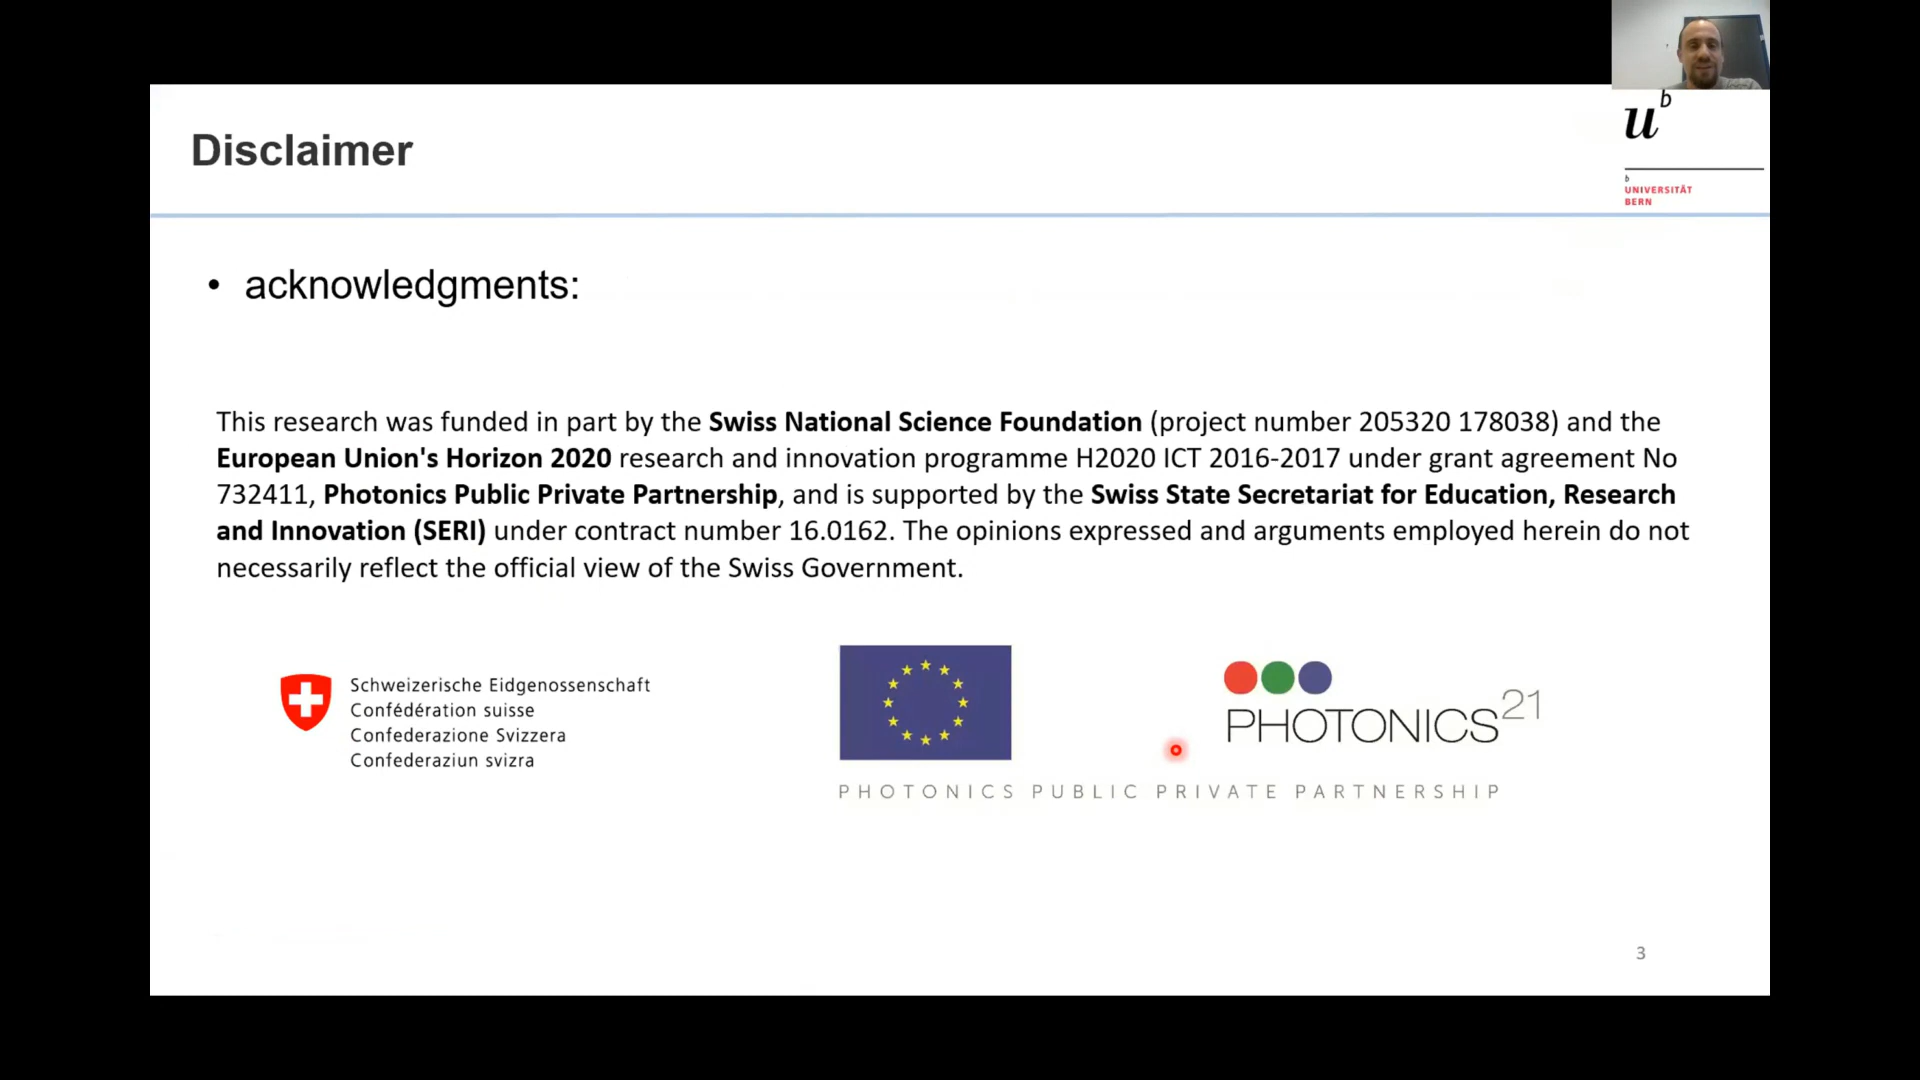 Disclaimer
u b
b
UNIVERSITÄT
BERN
• acknowledgments:
This research was funded in part by the Swiss National Science Foundation (project number 205320 178038) and the
European Union's Horizon 2020 research and innovation programme H2020 ICT 2016-2017 under grant agreement No
732411, Photonics Public Private Partnership, and is supported by the Swiss State Secretariat for Education, Research
and Innovation (SERI) under contract number 16.0162. The opinions expressed and arguments employed herein do not
necessarily reflect the official view of the Swiss Government.
Schweizerische Eidgenossenschaft
Confédération suisse
Confederazione Svizzera
Confederaziun svizra
PHOTONICS21
PHOTONICS PUBLIC PRIVATE PARTNERSHIP
3